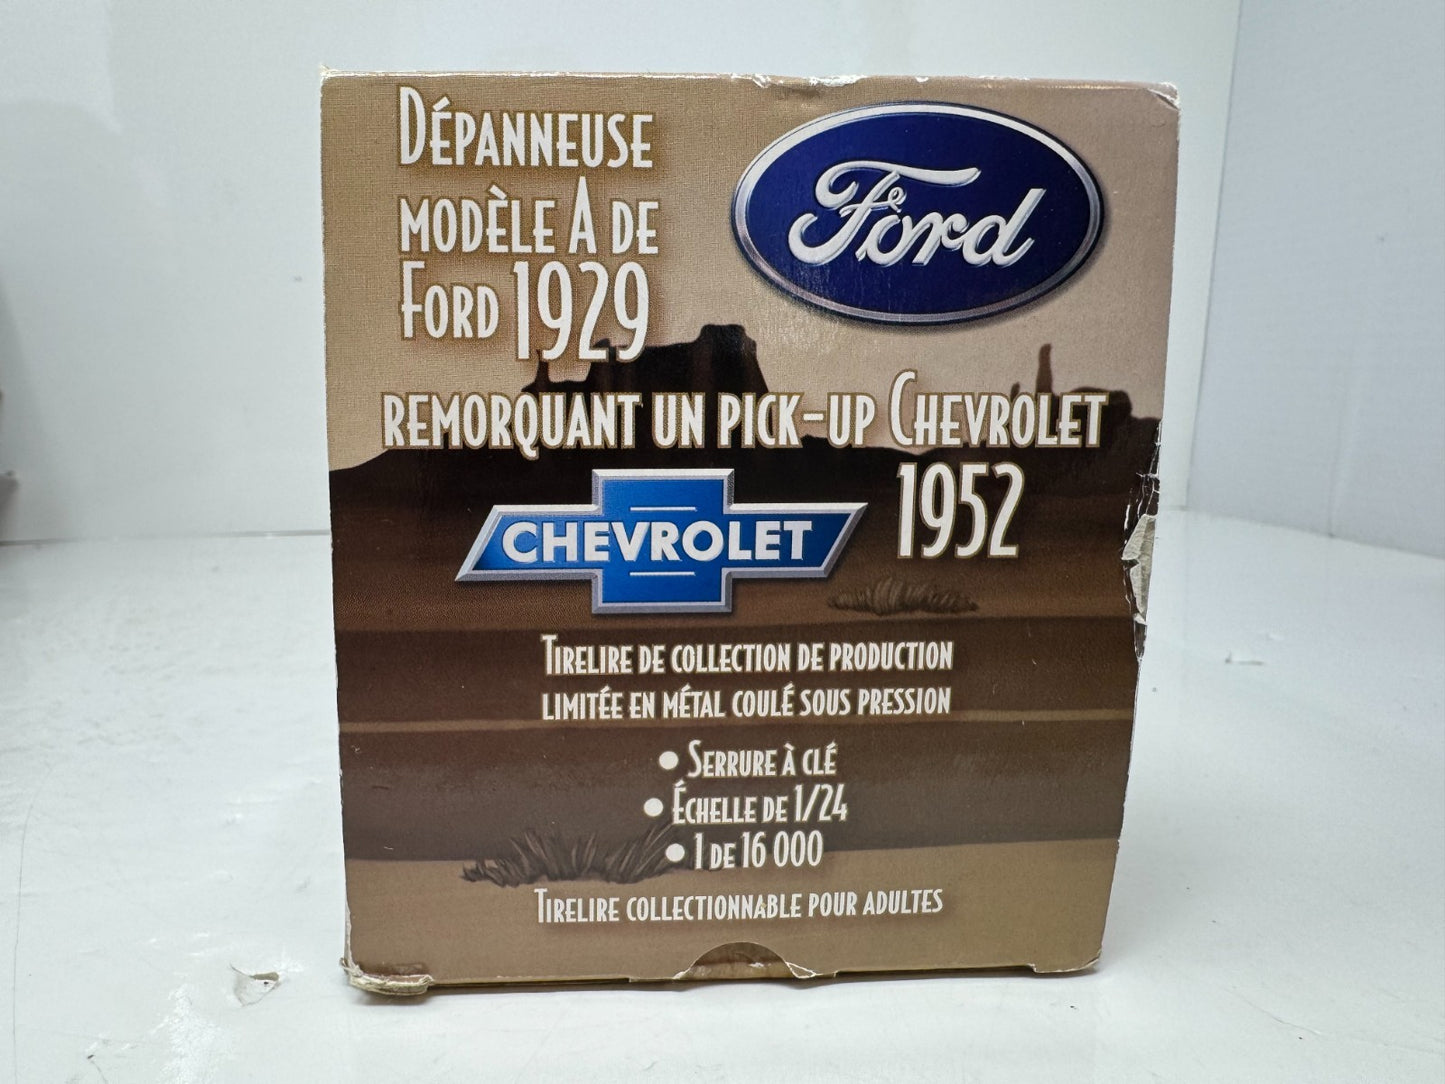 DÉPANNEUSE
MODÈLE A DE
FORD 1929
Ford
REMORQUANT UN PICK-UP CHEVROLET
1952
CHEVROLET
TIRELIRE DE COLLECTION DE PRODUCTION
LIMITÉE EN MÉTAL COULÉ SOUS PRESSION
• SERRURE À CLÉ
• ÉCHELLE DE 1/24
• 1 DE 16 000
TIRELIRE COLLECTIONNABLE POUR ADULTES